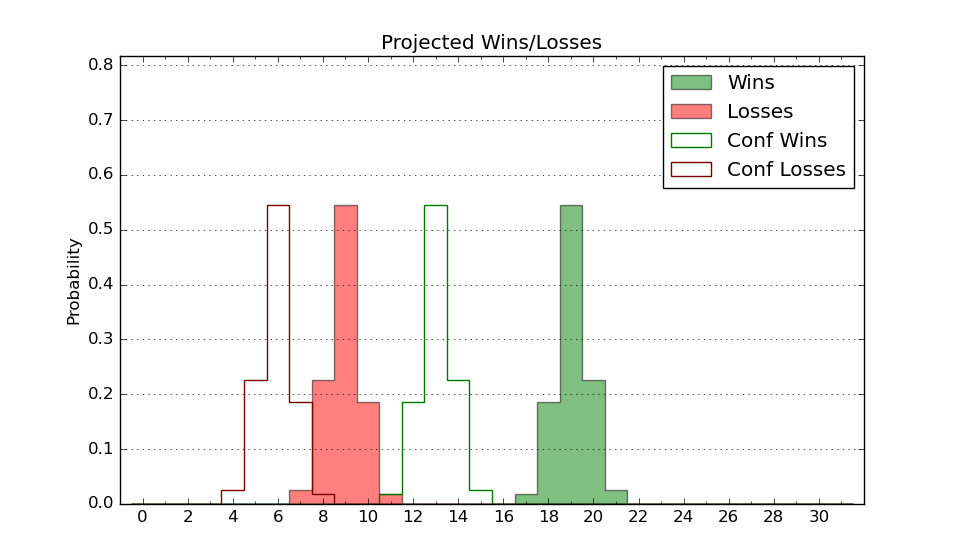 Projected Wins/Losses
Probability
0.8
0.7
0.6
0.5
0.4
0.3
0.2
0.1
0.0
Wins
Losses
Conf Wins
Conf Losses
0 2 4 6 8 10 12 14 16 18 20 22 24 26 28 30